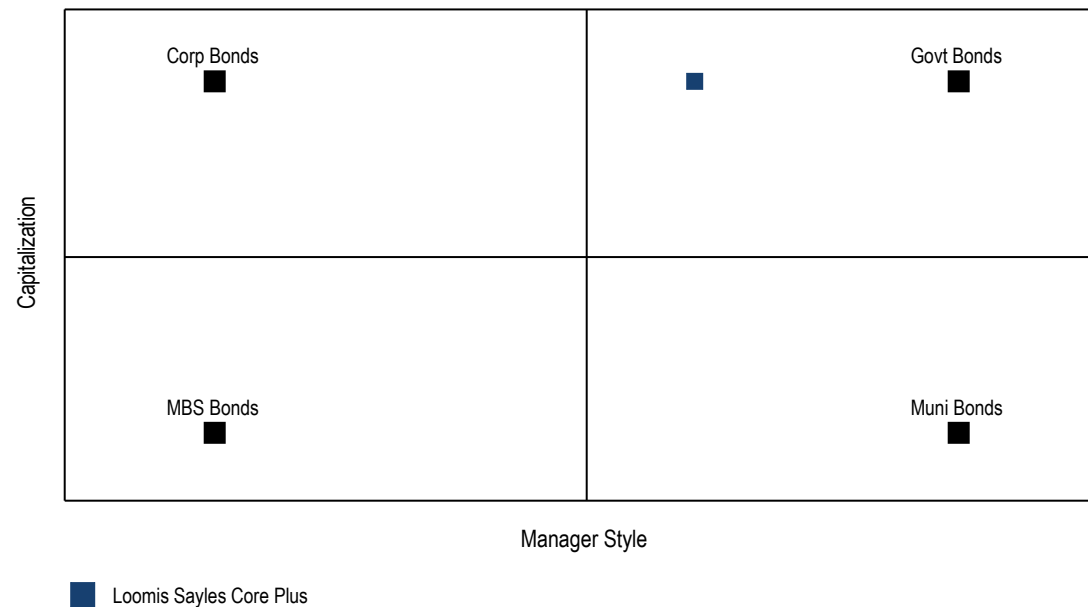 Corp Bonds
Govt Bonds
Capitalization
MBS Bonds
Muni Bonds
Manager Style
Loomis Sayles Core Plus